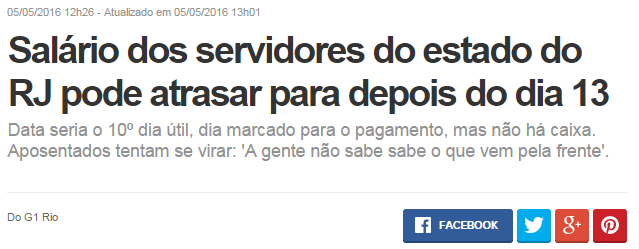 05/05/2016 12h26 - Atualizado em 05/05/2016 13h01
Salário dos servidores do estado do
RJ pode atrasar para depois do dia 13
Data seria o 10º dia útil, dia marcado para o pagamento, mas não há caixa.
Aposentados tentam se virar: 'A gente não sabe sabe o que vem pela frente'.
Do G1 Rio
FACEBOOK